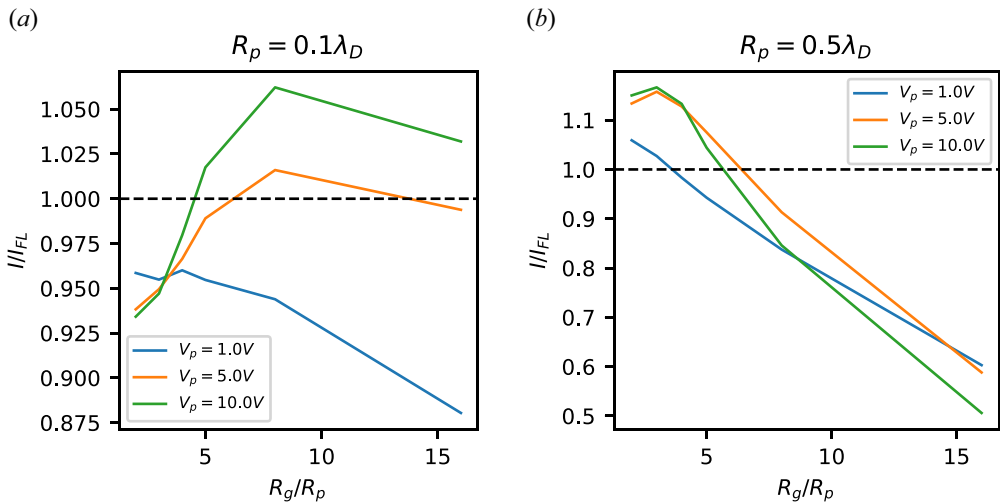 (a)
R_p = 0.1λ_D
I/I_FL
1.050
1.025
1.000
0.975
0.950
0.925
0.900
0.875
V_p = 1.0V
V_p = 5.0V
V_p = 10.0V
5 10 15
R_g/R_p
(b)
R_p = 0.5λ_D
I/I_FL
1.1
1.0
0.9
0.8
0.7
0.6
0.5
V_p = 1.0V
V_p = 5.0V
V_p = 10.0V
5 10 15
R_g/R_p